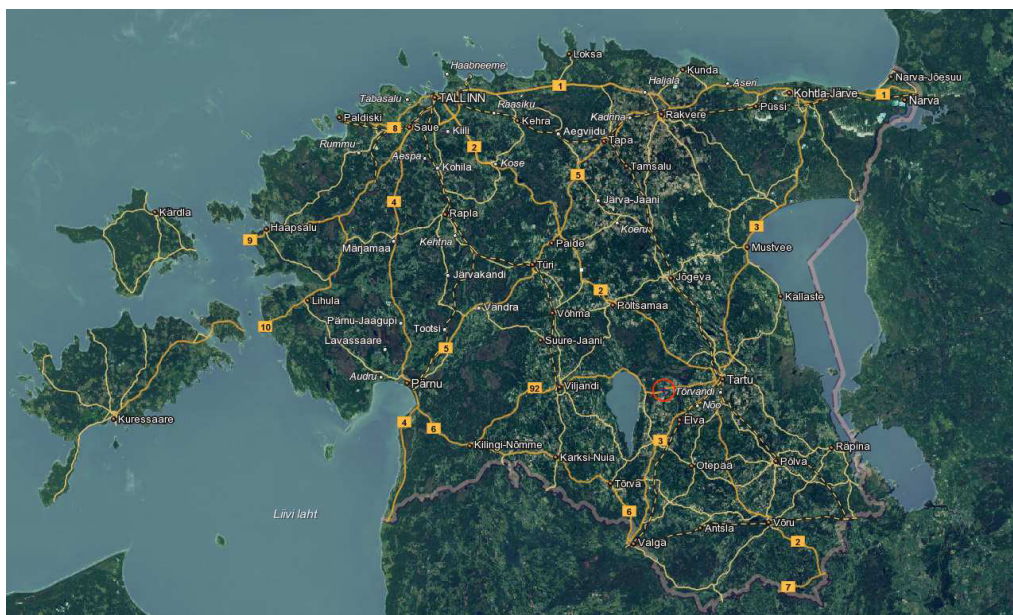 Loksa
Haabneeme
Kunda
Haljala
Aseri
Narva-Jõesuu
1
Kohtla-Järve
1
Narva
Tabasalu
TALLINN
Raasiku
Püssi
Paldiski
8
Saue
Kiili
Kehra
Kadrina
Rakvere
Aegviidu
Tapa
Rummu
2
Aespa
Kohila
Kose
5
Tamsalu
4
Järva-Jaani
Kärdla
Rapla
Koeru
3
Haapsalu
9
Märjamaa
Kehtna
Paide
Mustvee
Türi
Järvakandi
Jõgeva
2
Kallaste
Lihula
Vändra
Põltsamaa
10
Pärnu-Jaagupi
Tootsi
Võhma
Lavassaare
5
Suure-Jaani
Audru
Pärnu
92
Viljandi
Tartu
Tõrvandi
Nõo
Kuressaare
4
6
Elva
3
Kilingi-Nõmme
Räpina
Karksi-Nuia
Otepää
Põlva
Tõrva
Liivi laht
6
Antsla
Võru
Valga
2
7